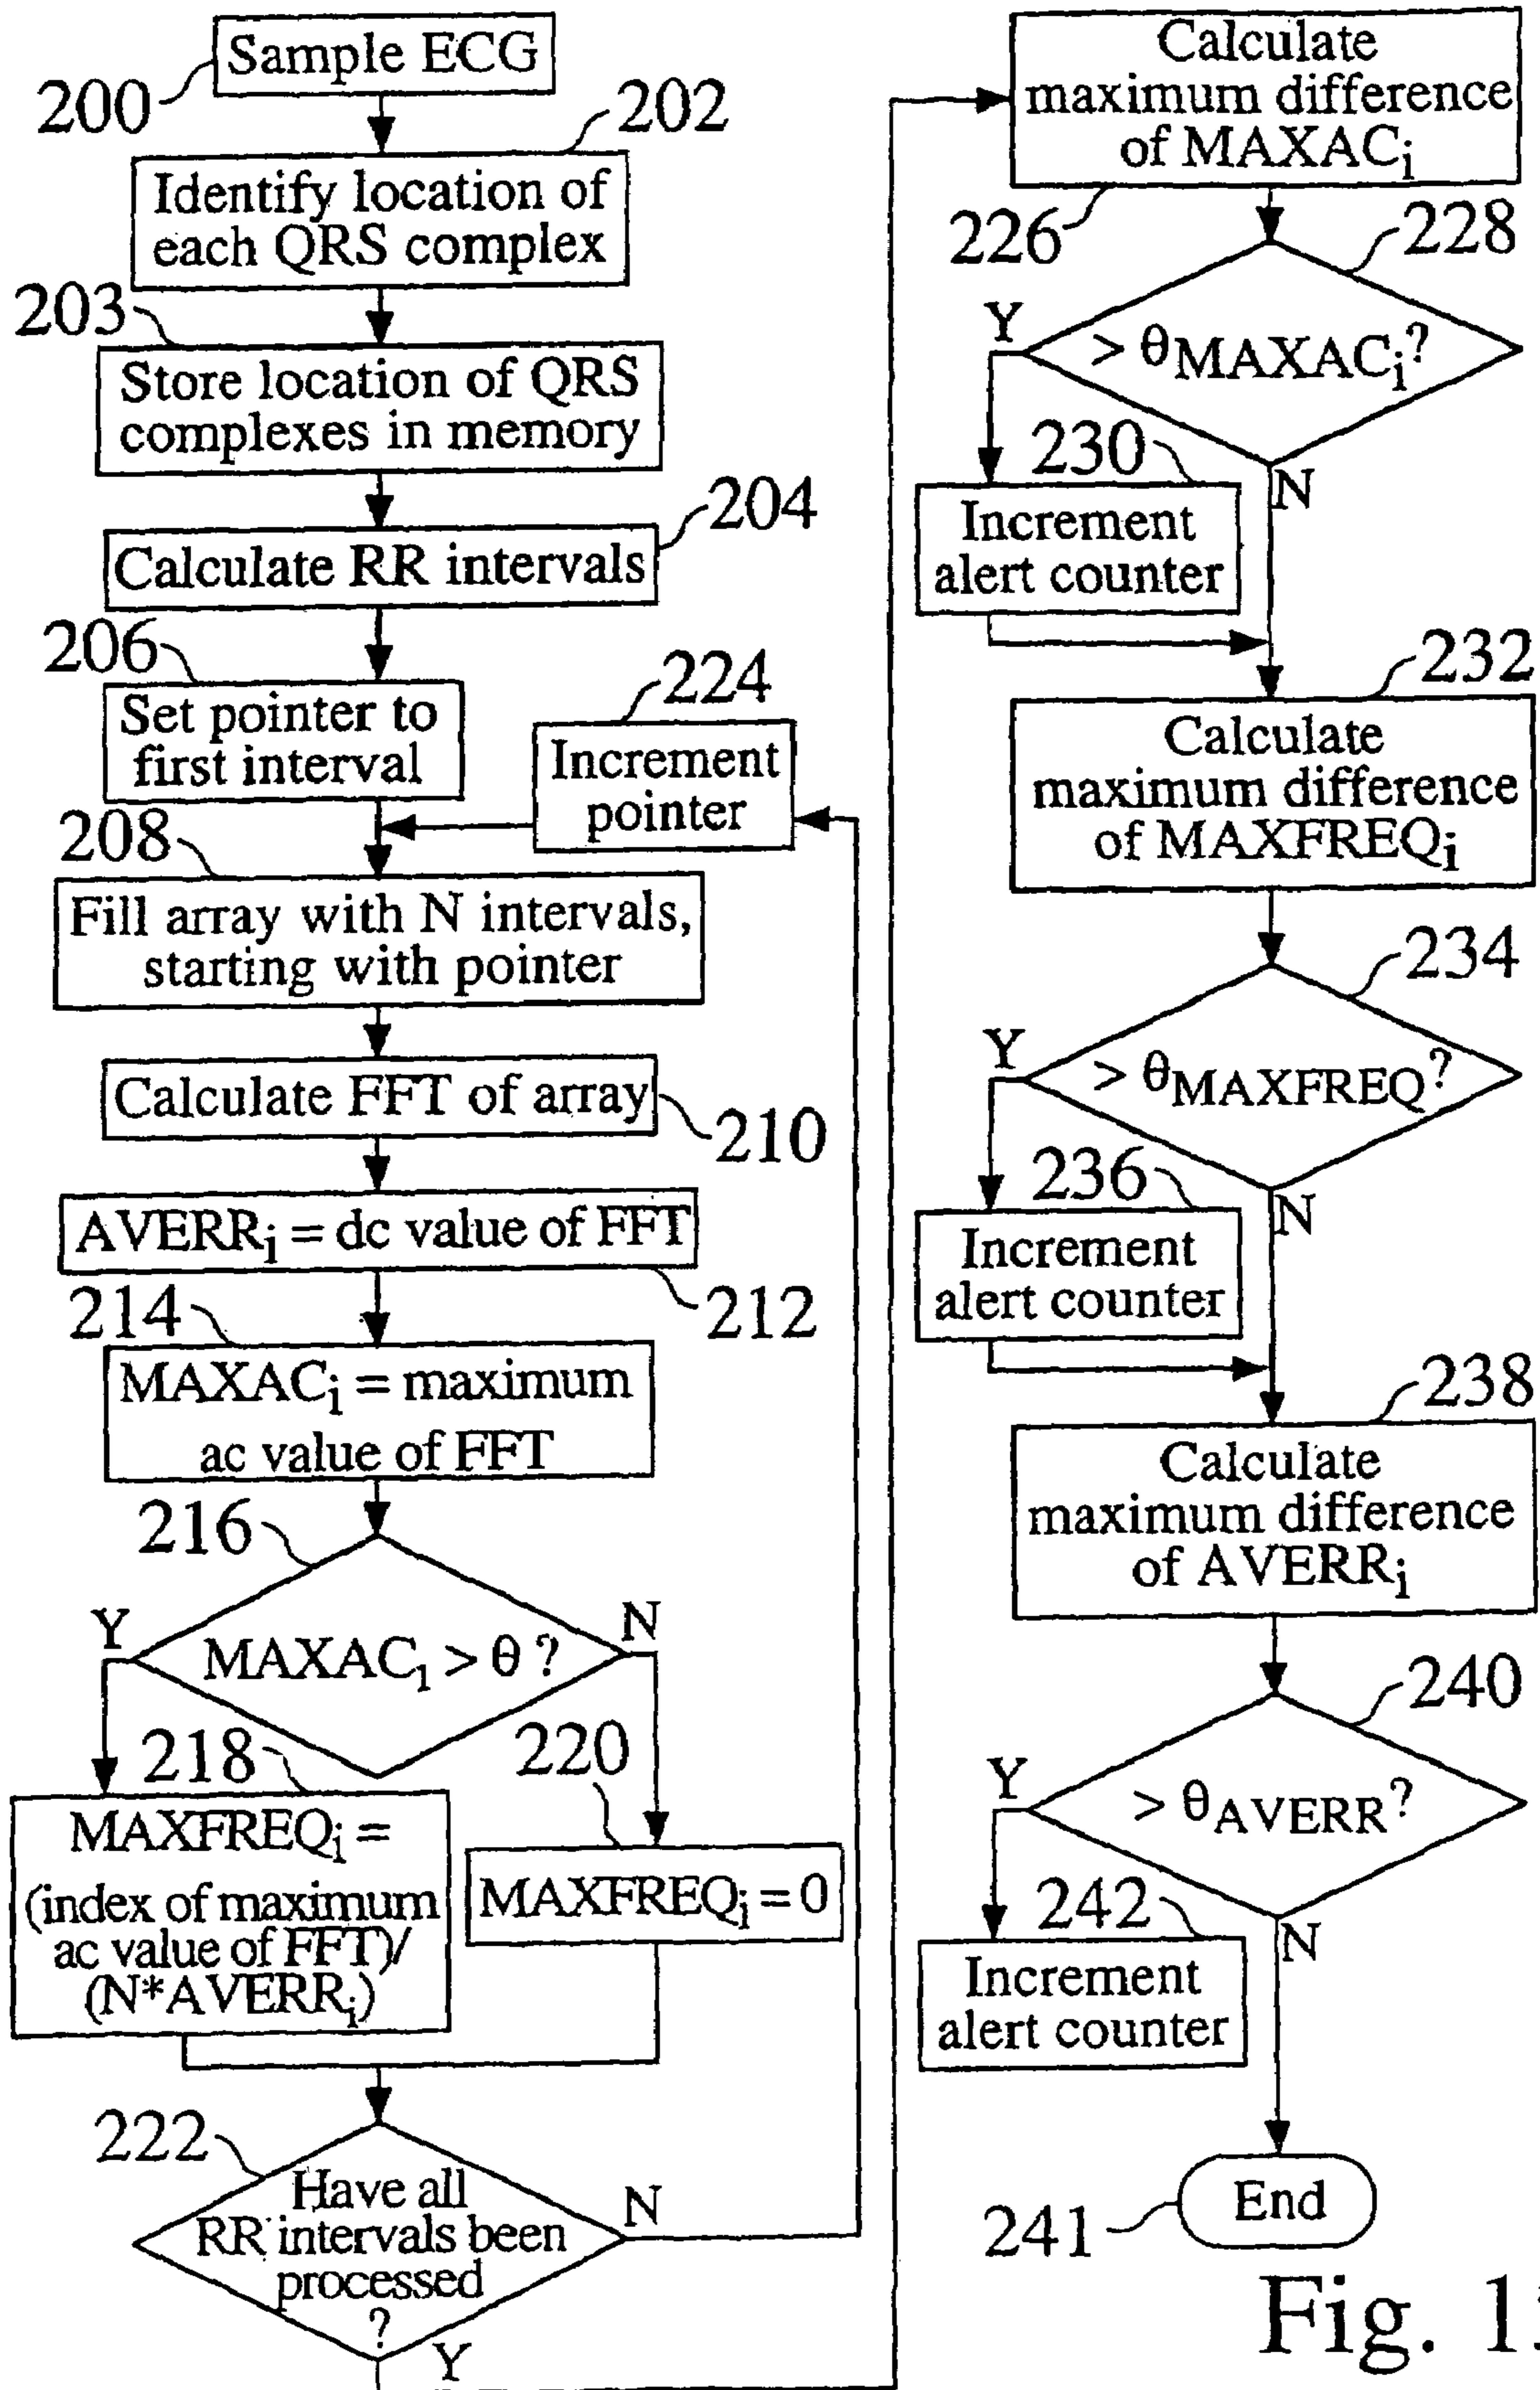 Sample ECG
200
202
Identify location of
each QRS complex
203
Store location of QRS
complexes in memory
204
Calculate RR intervals
206
Set pointer to
first interval
224
Increment
pointer
208
Fill array with N intervals,
starting with pointer
Calculate FFT of array
210
AVERRi = dc value of FFT
212
214
MAXACi = maximum
ac value of FFT
216
Y
N
MAXAC1 > θ ?
218
220
MAXFREQi =
(index of maximum
ac value of FFT)/
(N*AVERRi)
MAXFREQi = 0
222
Have all
RR intervals been
processed
?
N
Y
Calculate
maximum difference
of MAXACi
226
228
Y
> θMAXACi?
N
230
Increment
alert counter
232
Calculate
maximum difference
of MAXFREQi
234
Y
> θMAXFREQ?
N
236
Increment
alert counter
238
Calculate
maximum difference
of AVERRi
240
Y
> θAVERR?
N
242
Increment
alert counter
End
241
Fig.